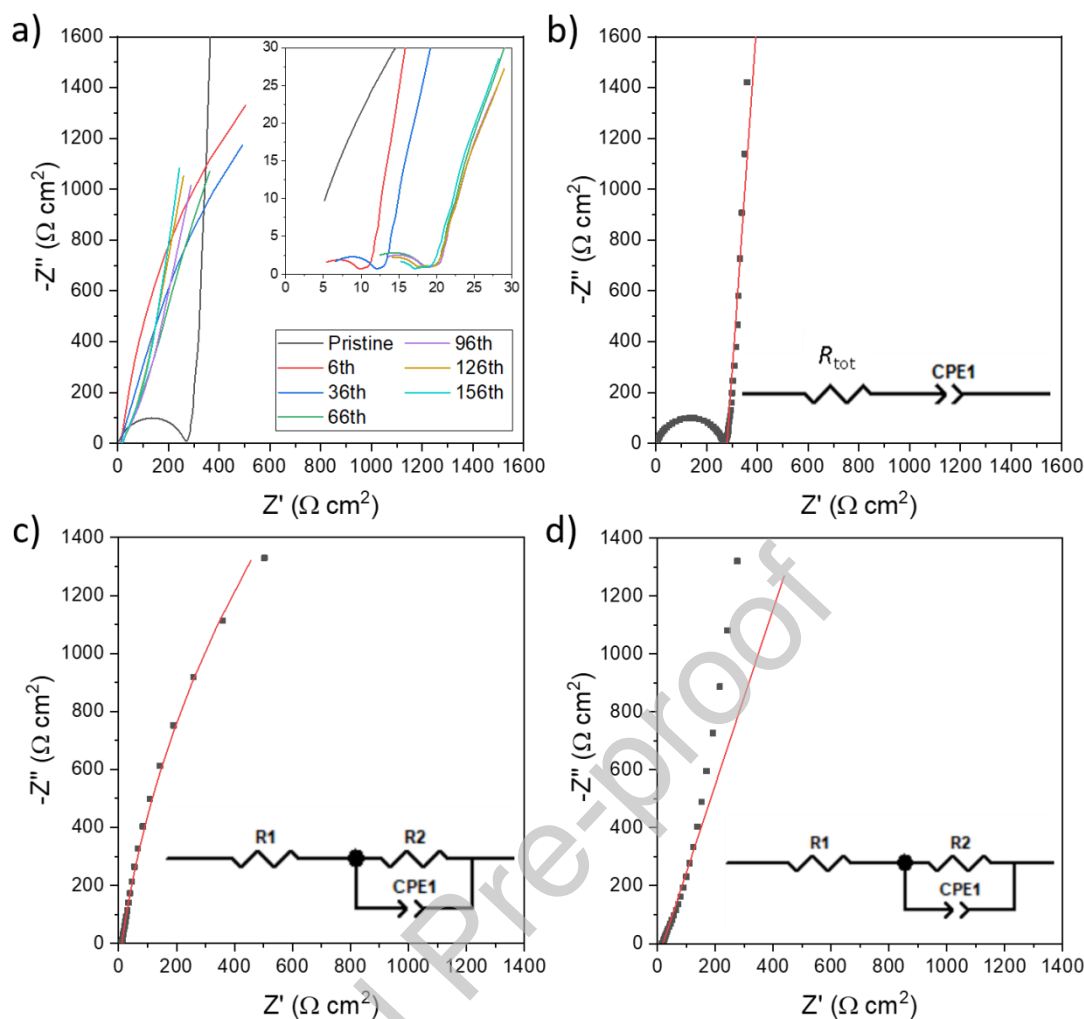 a)
1600
1400
1200
1000
800
600
400
200
0
-Z" (Ω cm²)
0 200 400 600 800 1000 1200 1400 1600
Z' (Ω cm²)
30
25
20
15
10
5
0
0 5 10 15 20 25 30
Pristine 96th
6th 126th
36th 156th
66th
b)
1600
1400
1200
1000
800
600
400
200
0
-Z" (Ω cm²)
Rtot CPE1
0 200 400 600 800 1000 1200 1400 1600
Z' (Ω cm²)
c)
1400
1200
1000
800
600
400
200
0
-Z" (Ω cm²)
R1 R2
CPE1
0 200 400 600 800 1000 1200 1400
Z' (Ω cm²)
d)
1400
1200
1000
800
600
400
200
0
-Z" (Ω cm²)
R1 R2
CPE1
0 200 400 600 800 1000 1200 1400
Z' (Ω cm²)
Pre-proof